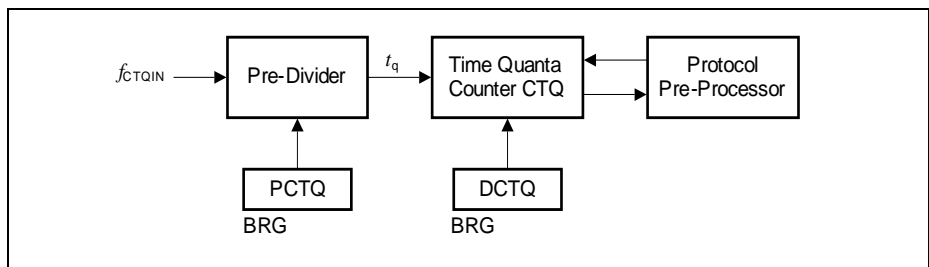 fCTQIN
Pre-Divider
tq
Time Quanta
Counter CTQ
Protocol
Pre-Processor
PCTQ
BRG
DCTQ
BRG